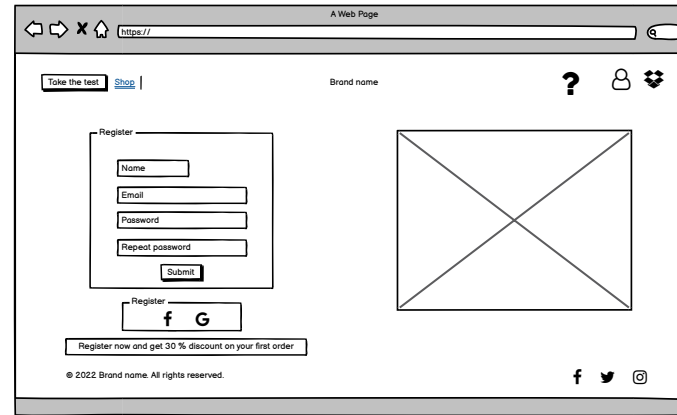 A Web Page
https://
Take the test Shop Brand name ?
Register
Name
Email
Password
Repeat password
Submit
Register
f G
Register now and get 30 % discount on your first order
© 2022 Brand name. All rights reserved.